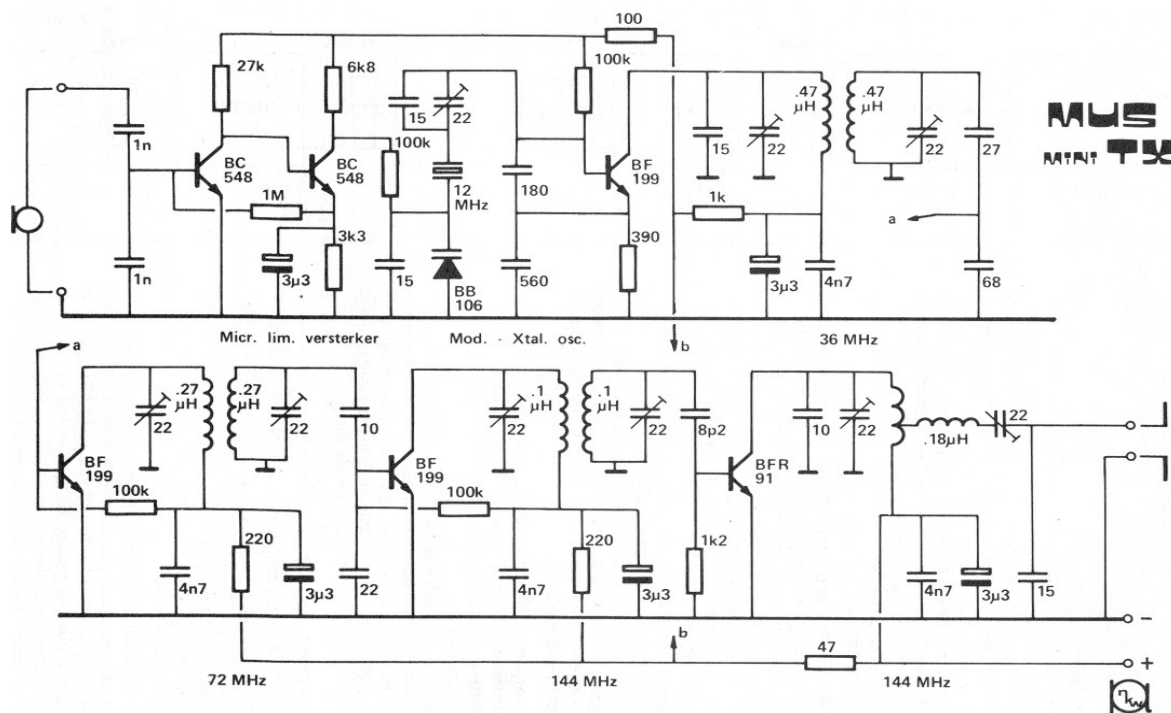 100
27k
6k8
100k
.47
µH
.47
µH
MUS
MINI TX
15
22
1n
BC
548
BC
548
100k
12
MHz
180
BF
199
15
22
22
27
1M
1k
a
3k3
390
1n
3µ3
15
BB
106
560
3µ3
4n7
68
Micr. lim. versterker
Mod. - Xtal. osc.
b
36 MHz
a
.27
µH
.27
µH
22
22
10
.1
µH
.1
µH
22
22
8p2
10
22
22
.18µH
BF
199
BF
199
BFR
91
100k
100k
220
220
1k2
4n7
3µ3
22
4n7
3µ3
4n7
3µ3
15
−
b
47
+
72 MHz
144 MHz
144 MHz